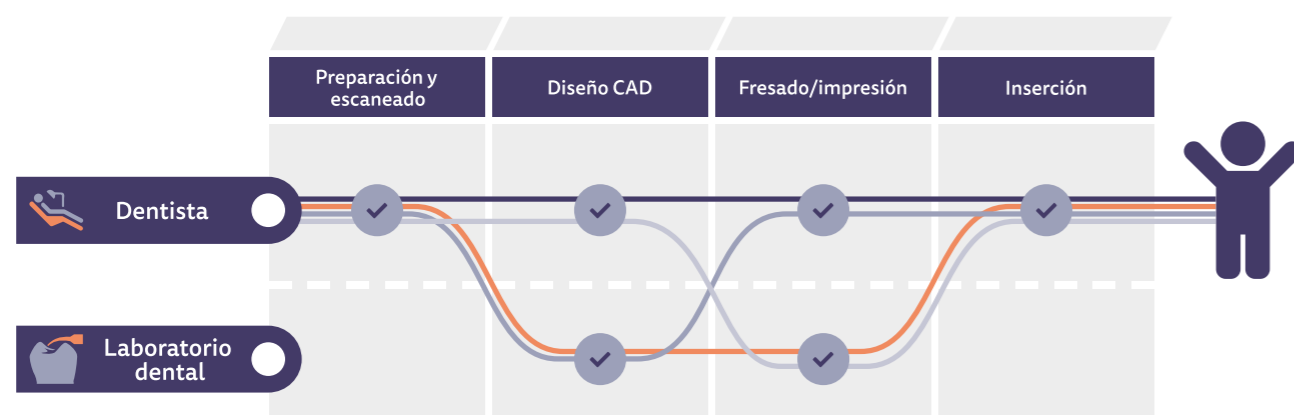 Preparación y
escaneado
Diseño CAD
Fresado/impresión
Inserción
Dentista
Laboratorio
dental